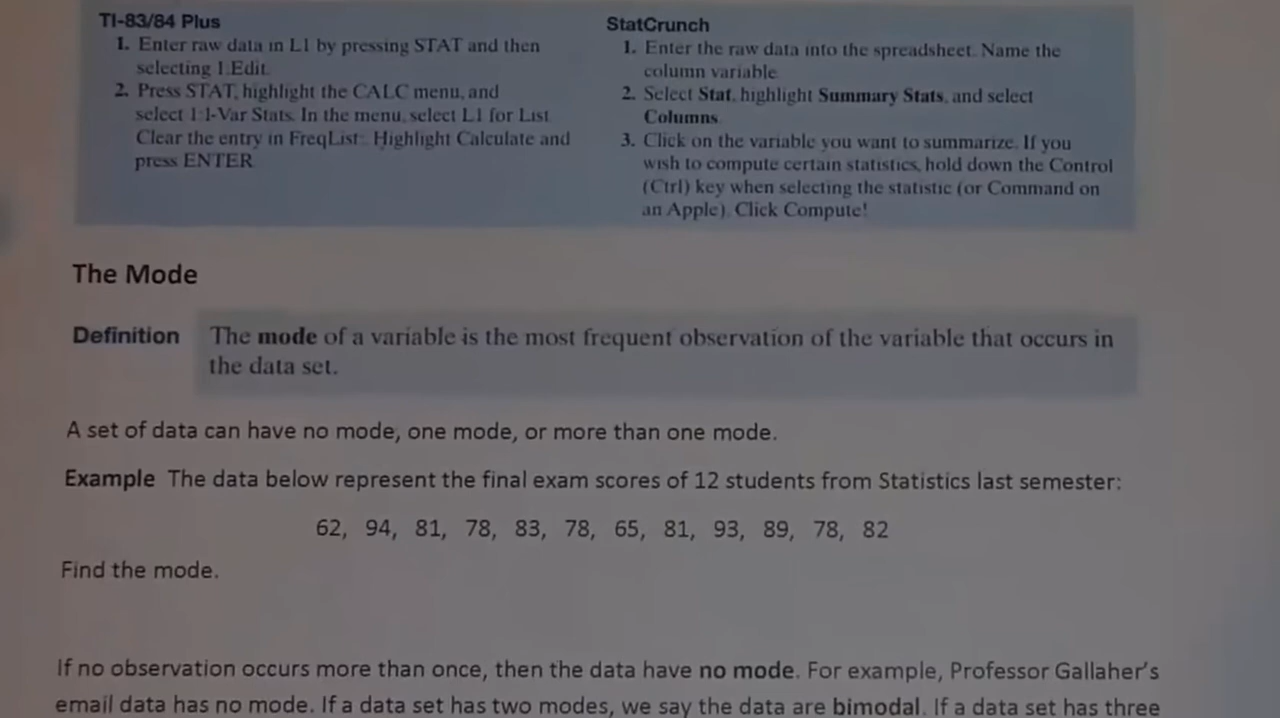 TI-83/84 Plus
1. Enter raw data in L1 by pressing STAT and then
selecting 1:Edit.
2. Press STAT, highlight the CALC menu, and
select 1:1-Var Stats. In the menu, select L1 for List.
Clear the entry in FreqList:. Highlight Calculate and
press ENTER.
StatCrunch
1. Enter the raw data into the spreadsheet. Name the
column variable.
2. Select Stat, highlight Summary Stats, and select
Columns.
3. Click on the variable you want to summarize. If you
wish to compute certain statistics, hold down the Control
(Ctrl) key when selecting the statistic (or Command on
an Apple). Click Compute!
The Mode
Definition The mode of a variable is the most frequent observation of the variable that occurs in
the data set.
A set of data can have no mode, one mode, or more than one mode.
Example The data below represent the final exam scores of 12 students from Statistics last semester:
62, 94, 81, 78, 83, 78, 65, 81, 93, 89, 78, 82
Find the mode.
If no observation occurs more than once, then the data have no mode. For example, Professor Gallaher's
email data has no mode. If a data set has two modes, we say the data are bimodal. If a data set has three